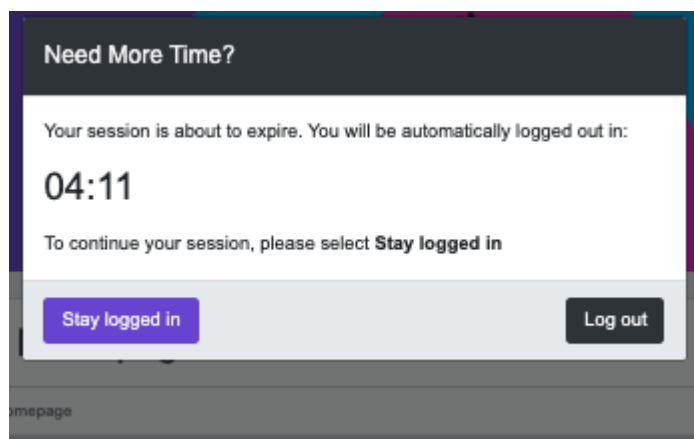 Need More Time?
Your session is about to expire. You will be automatically logged out in:
04:11
To continue your session, please select Stay logged in
Stay logged in
Log out
omepage